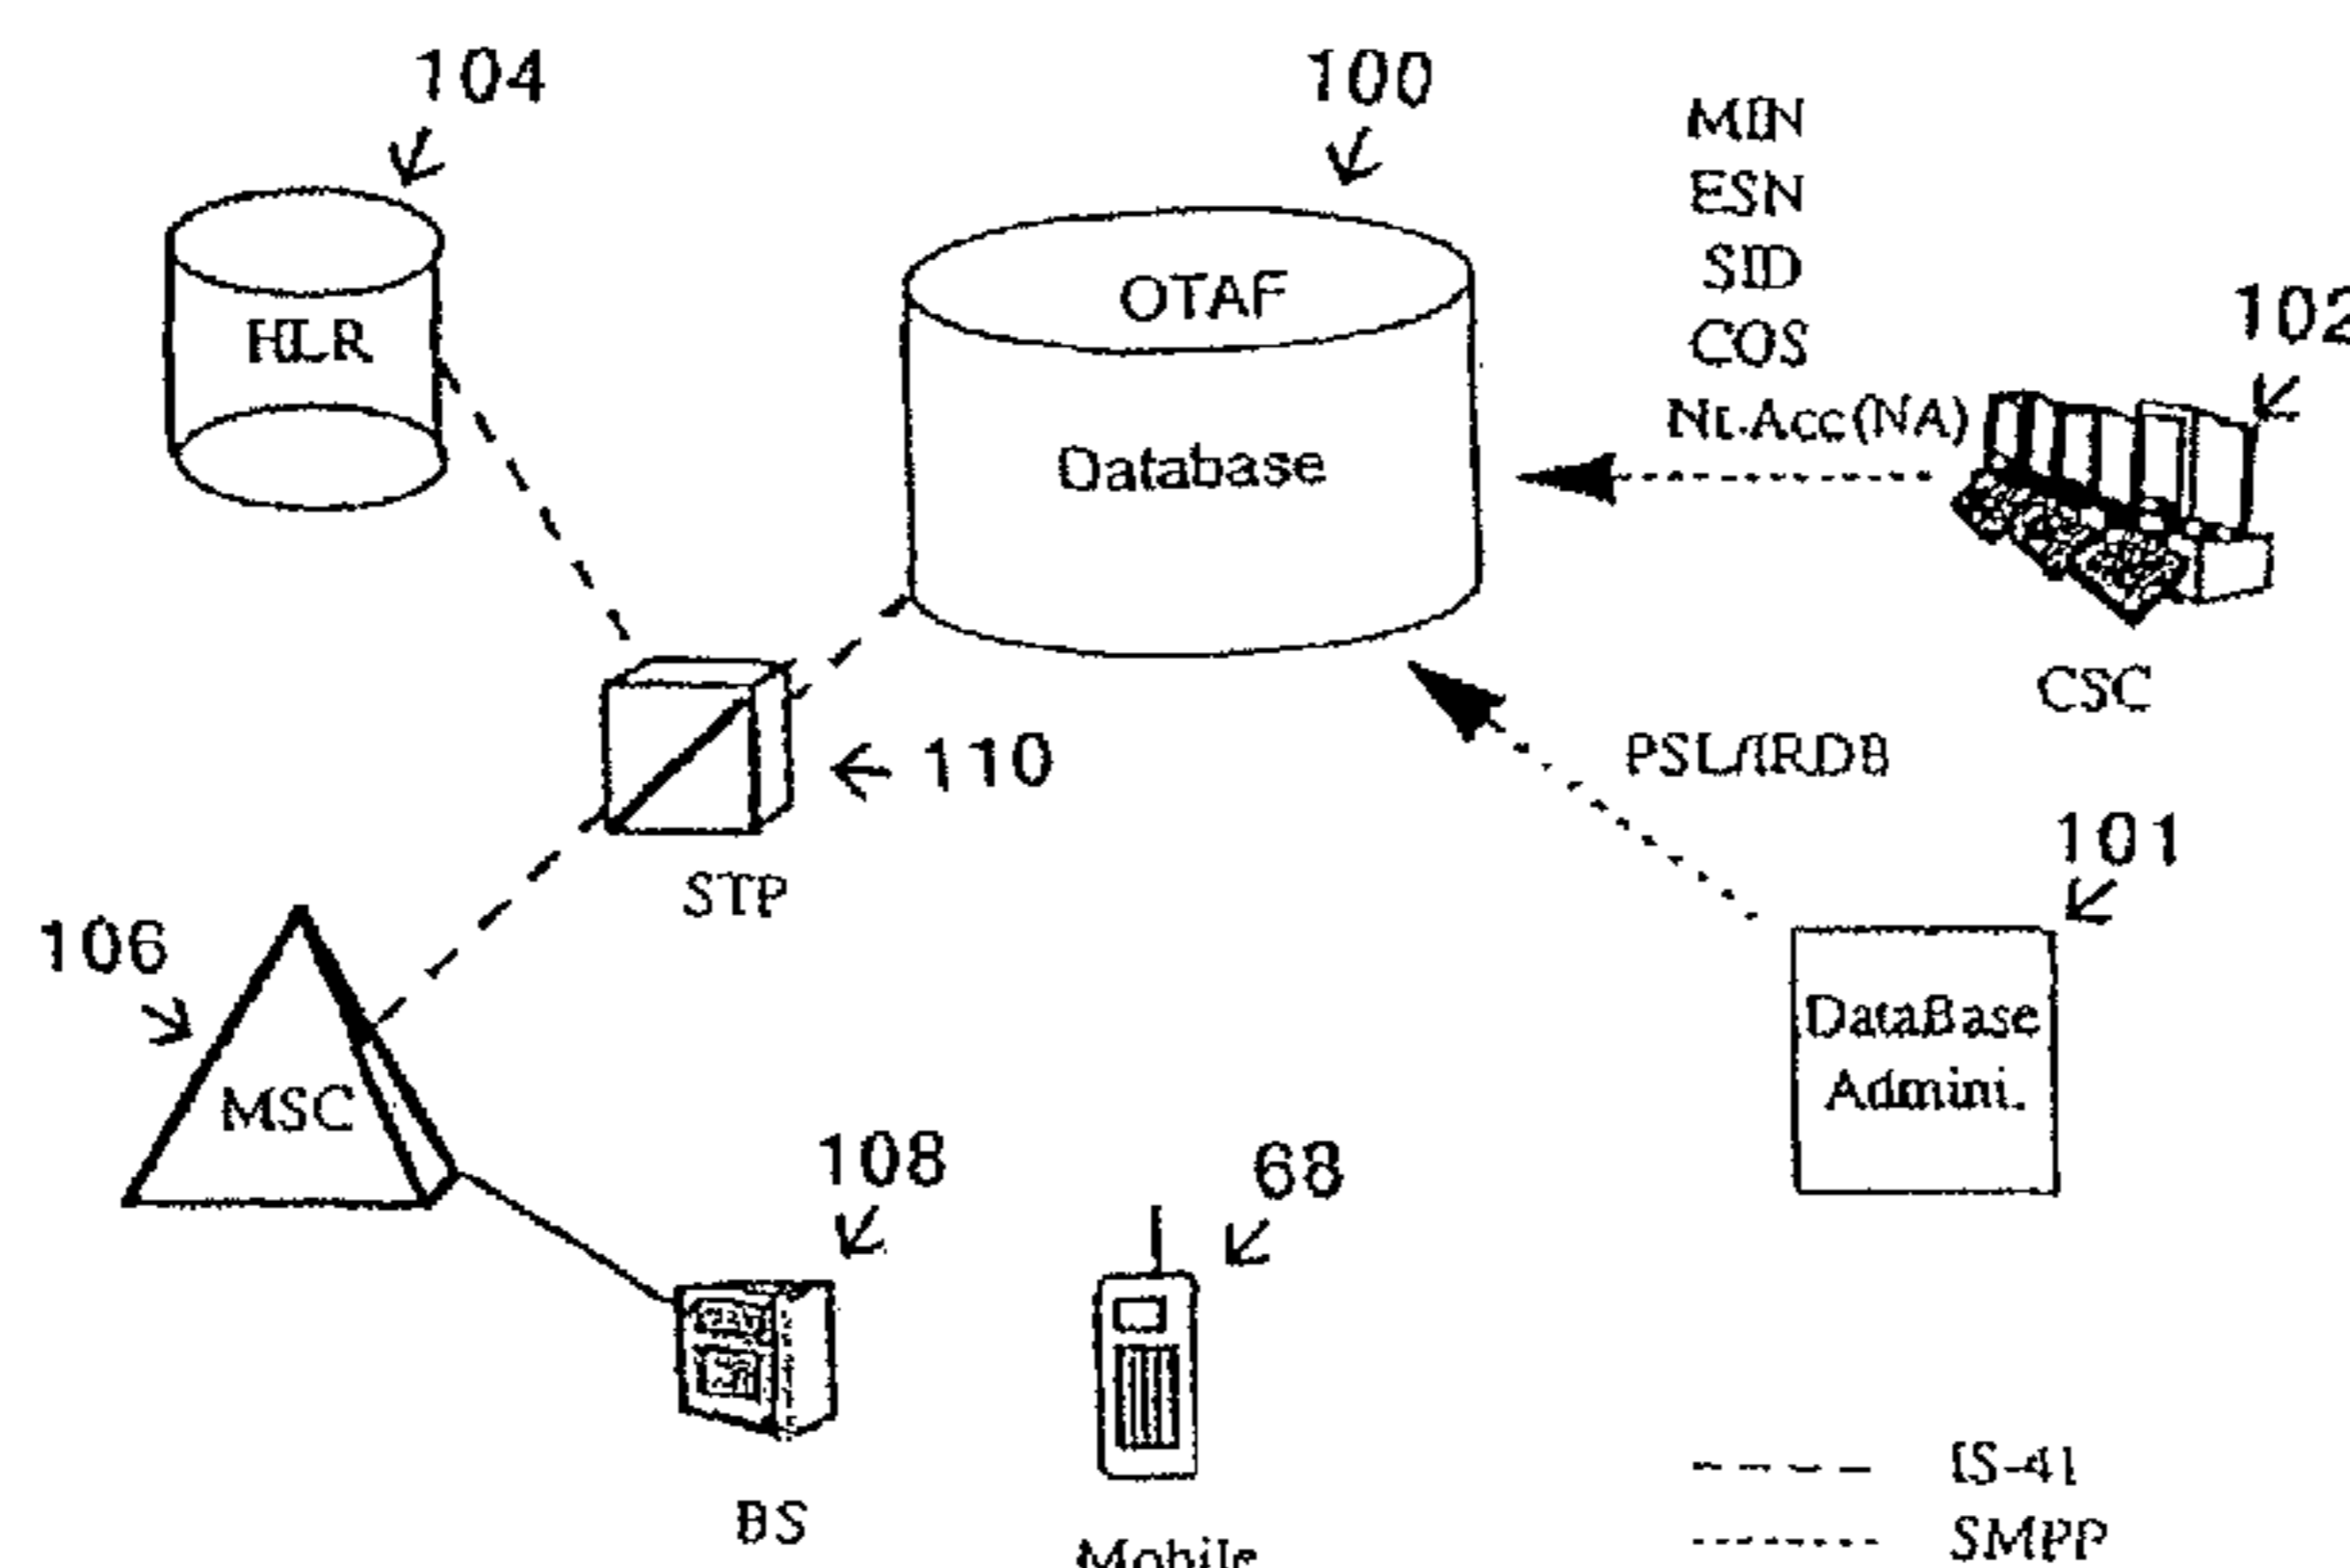 104
100
MIN
ESN
SID
COS
Nt.Acc(NA)
102
HLR
OTAF
Database
CSC
110
PSL/IRDB
STP
101
106
DataBase
Admini.
MSC
108
68
BS
Mobile
IS-41
SMPP